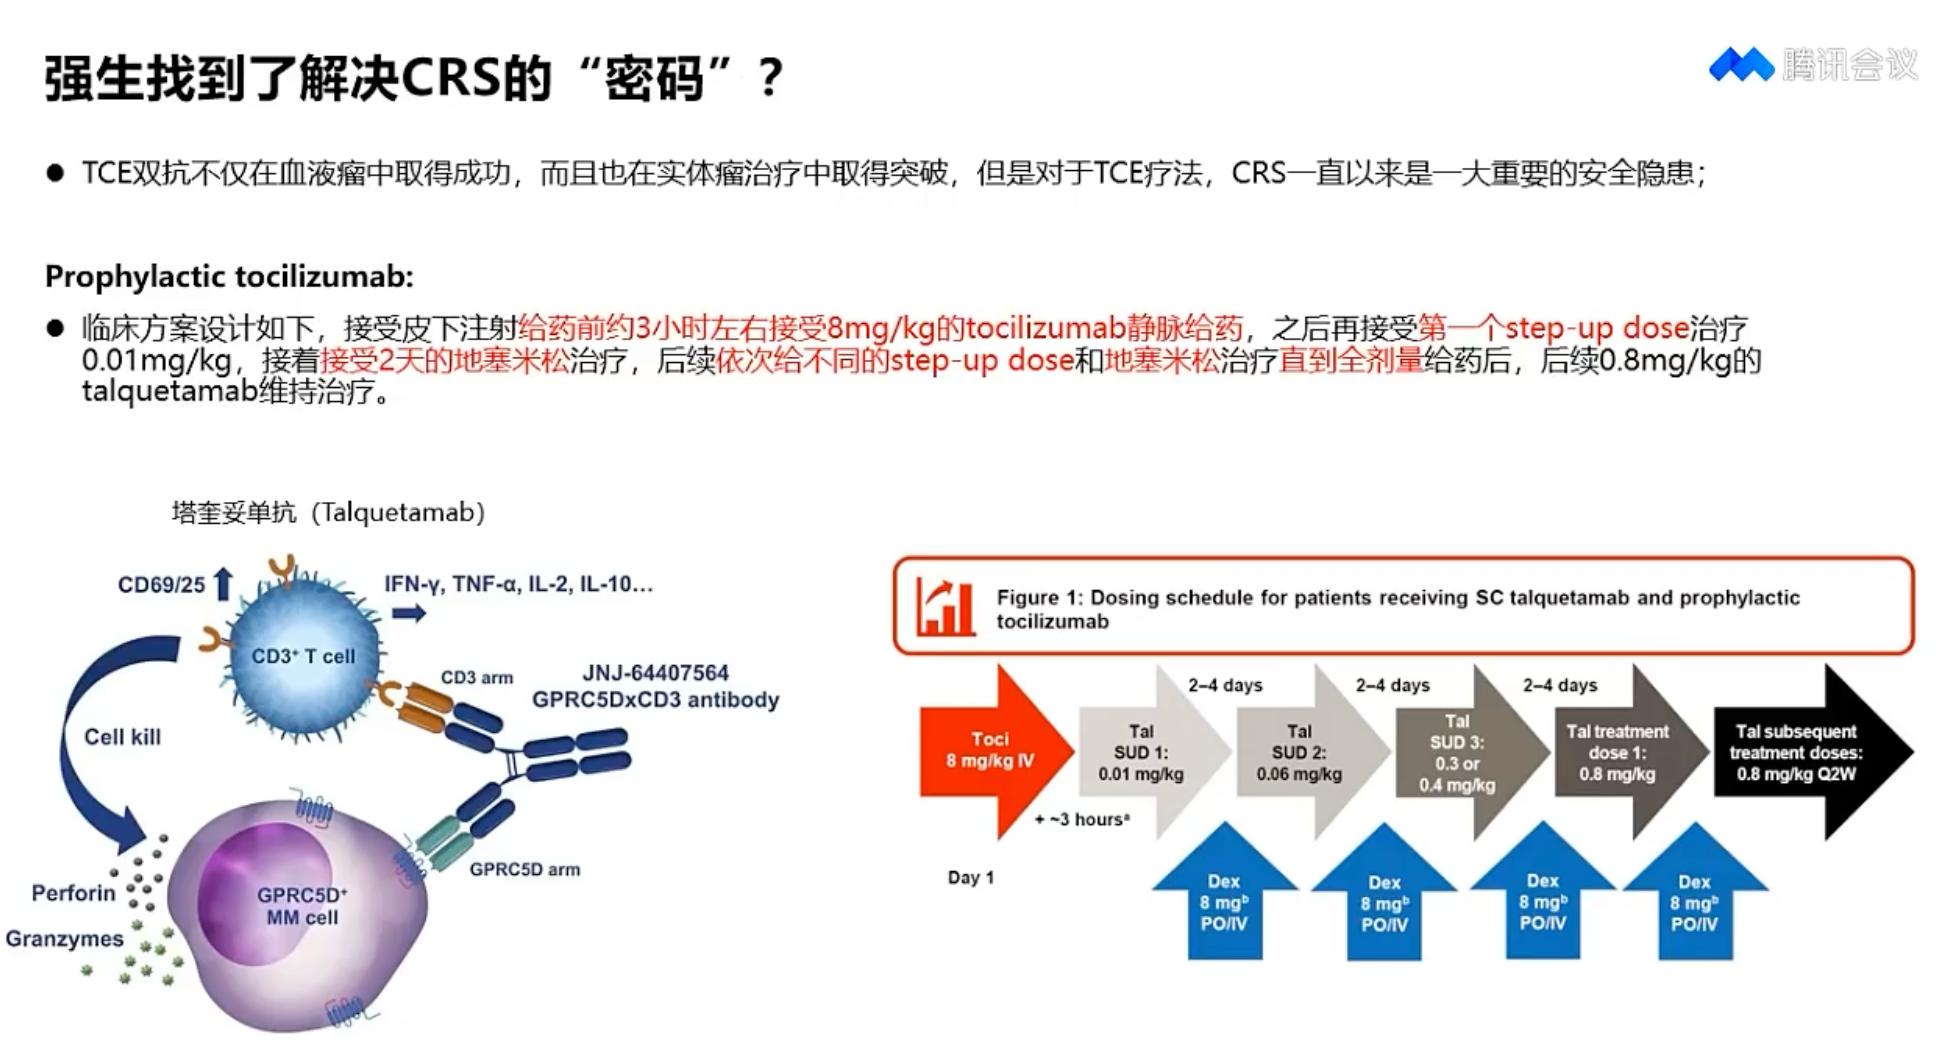 强生找到了解决CRS的“密码”？
腾讯会议
● TCE双抗不仅在血液瘤中取得成功，而且也在实体瘤治疗中取得突破，但是对于TCE疗法，CRS一直以来是一大重要的安全隐患；
Prophylactic tocilizumab:
● 临床方案设计如下，接受皮下注射给药前约3小时左右接受8mg/kg的tocilizumab静脉给药，之后再接受第一个step-up dose治疗
0.01mg/kg，接着接受2天的地塞米松治疗，后续依次给不同的step-up dose和地塞米松治疗直到全剂量给药后，后续0.8mg/kg的
talquetamab维持治疗。
塔奎妥单抗（Talquetamab）
CD69/25
IFN-γ, TNF-α, IL-2, IL-10...
CD3⁺ T cell
CD3 arm
JNJ-64407564
GPRC5DxCD3 antibody
Cell kill
GPRC5D arm
Perforin
Granzymes
GPRC5D⁺
MM cell
Figure 1: Dosing schedule for patients receiving SC talquetamab and prophylactic
tocilizumab
2–4 days
2–4 days
2–4 days
Toci
8 mg/kg IV
Tal
SUD 1:
0.01 mg/kg
Tal
SUD 2:
0.06 mg/kg
Tal
SUD 3:
0.3 or
0.4 mg/kg
Tal treatment
dose 1:
0.8 mg/kg
Tal subsequent
treatment doses:
0.8 mg/kg Q2W
+ ~3 hoursᵃ
Day 1
Dex
8 mgᵇ
PO/IV
Dex
8 mgᵇ
PO/IV
Dex
8 mgᵇ
PO/IV
Dex
8 mgᵇ
PO/IV